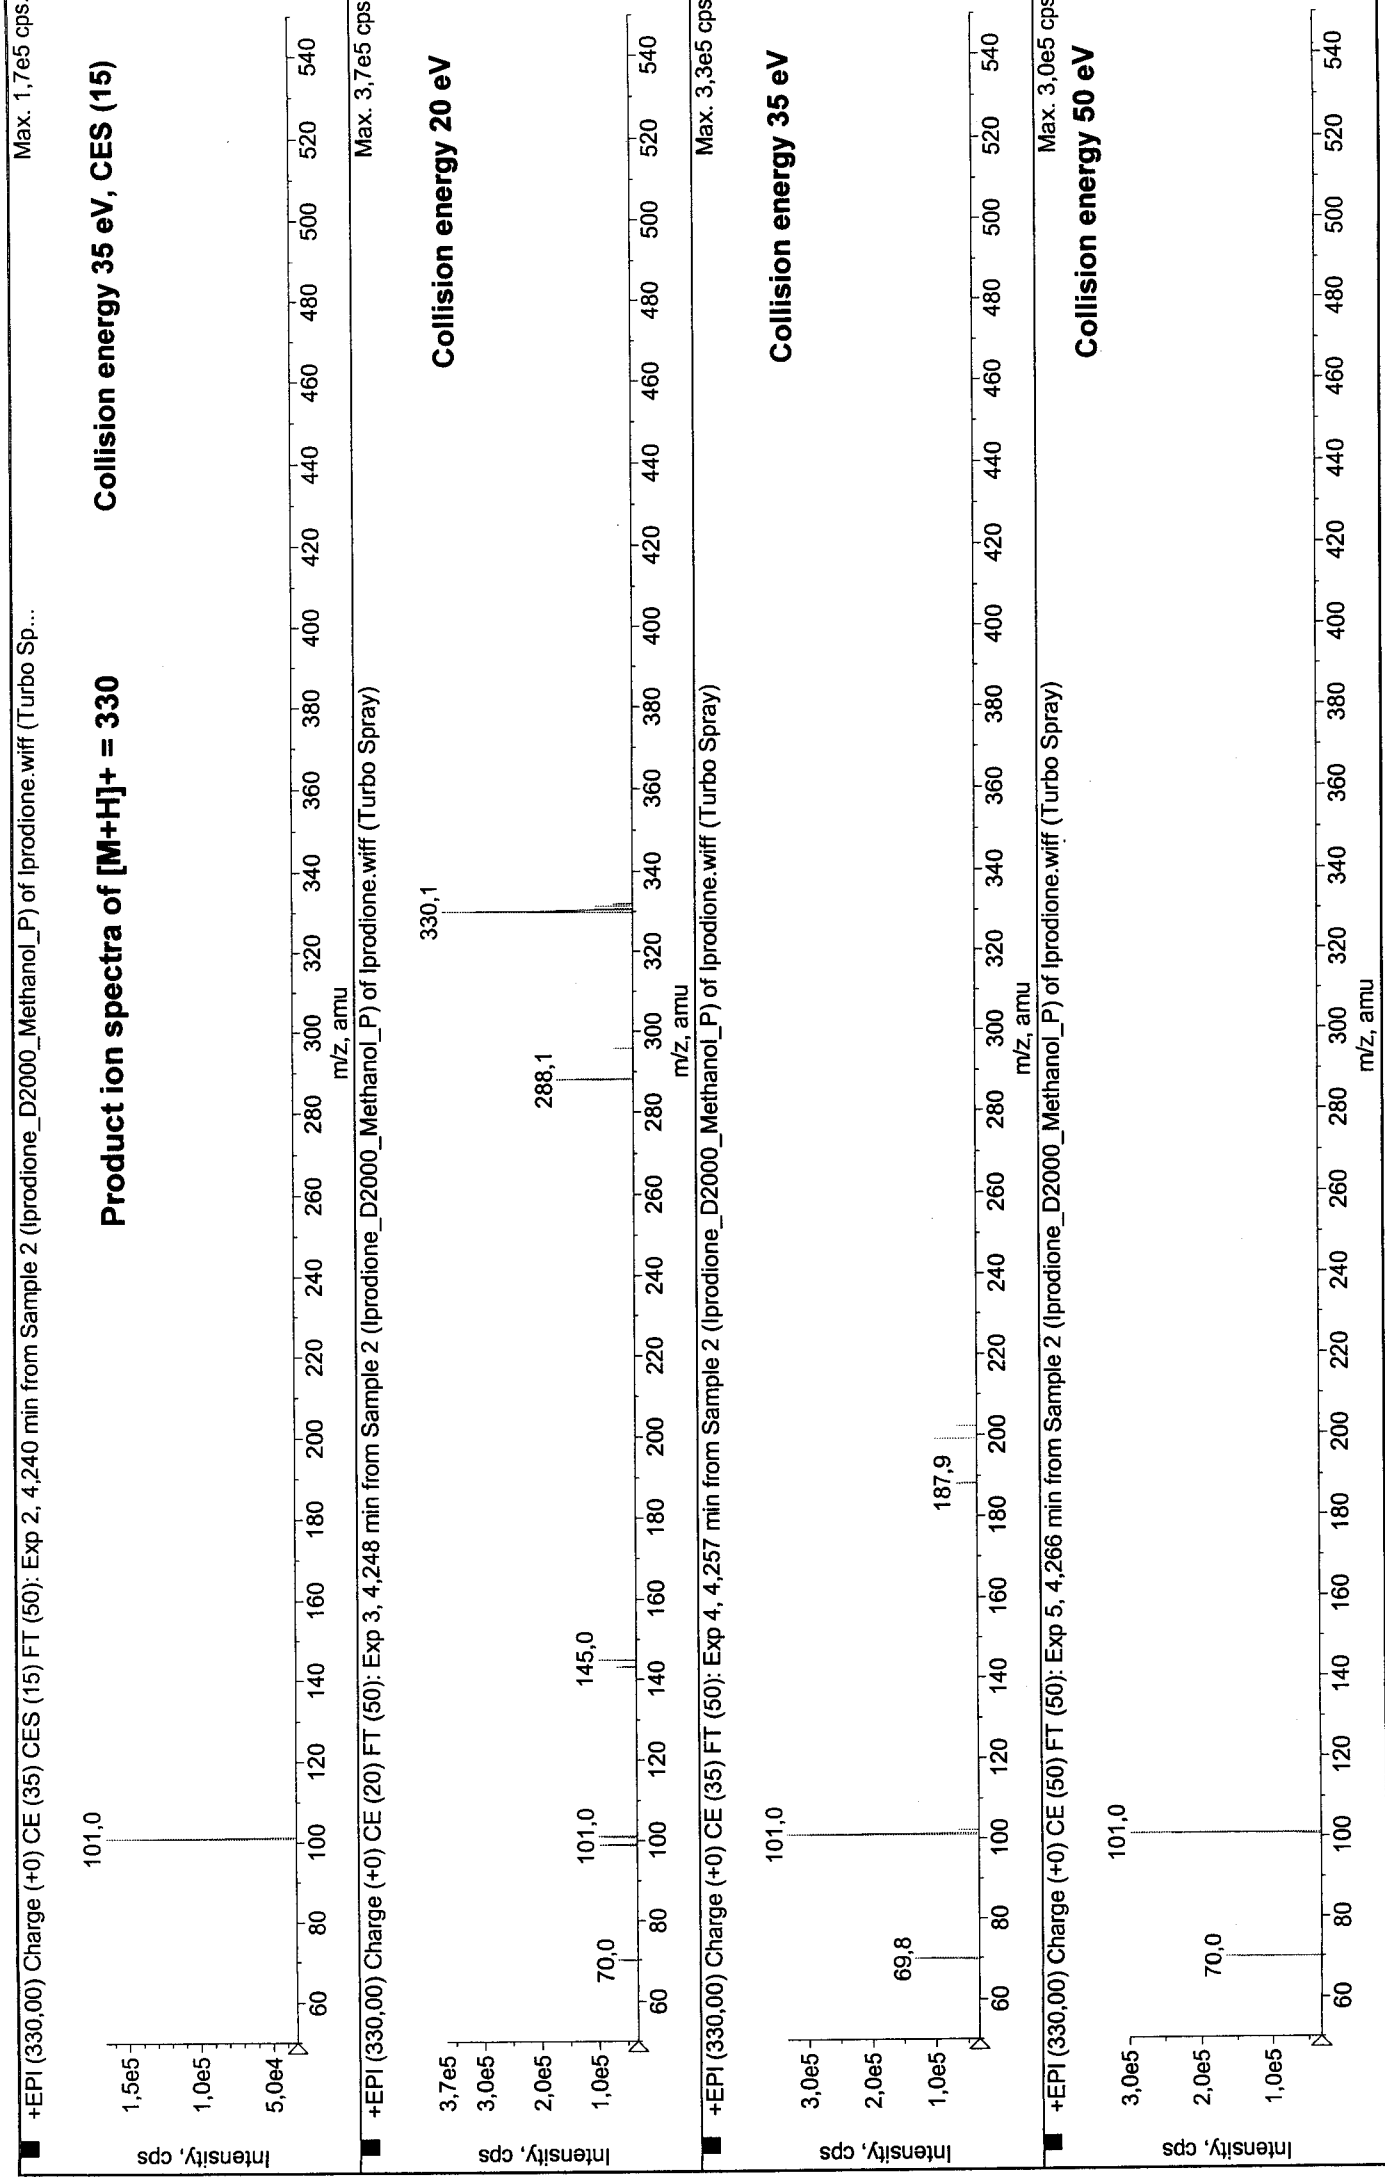 +EPI (330,00) Charge (+0) CE (35) CES (15) FT (50): Exp 2, 4,240 min from Sample 2 (Iprodione_D2000_Methanol_P) of Iprodione.wiff (Turbo Sp...
Max. 1,7e5 cps.
Product ion spectra of [M+H]+ = 330
Collision energy 35 eV, CES (15)
Intensity, cps
1,5e5
1,0e5
5,0e4
101,0
60 80 100 120 140 160 180 200 220 240 260 280 300 320 340 360 380 400 420 440 460 480 500 520 540
m/z, amu
+EPI (330,00) Charge (+0) CE (20) FT (50): Exp 3, 4,248 min from Sample 2 (Iprodione_D2000_Methanol_P) of Iprodione.wiff (Turbo Spray)
Max. 3,7e5 cps
Collision energy 20 eV
Intensity, cps
3,7e5
3,0e5
2,0e5
1,0e5
70,0
101,0
145,0
288,1
330,1
60 80 100 120 140 160 180 200 220 240 260 280 300 320 340 360 380 400 420 440 460 480 500 520 540
m/z, amu
+EPI (330,00) Charge (+0) CE (35) FT (50): Exp 4, 4,257 min from Sample 2 (Iprodione_D2000_Methanol_P) of Iprodione.wiff (Turbo Spray)
Max. 3,3e5 cps
Collision energy 35 eV
Intensity, cps
3,0e5
2,0e5
1,0e5
69,8
101,0
187,9
60 80 100 120 140 160 180 200 220 240 260 280 300 320 340 360 380 400 420 440 460 480 500 520 540
m/z, amu
+EPI (330,00) Charge (+0) CE (50) FT (50): Exp 5, 4,266 min from Sample 2 (Iprodione_D2000_Methanol_P) of Iprodione.wiff (Turbo Spray)
Max. 3,0e5 cps
Collision energy 50 eV
Intensity, cps
3,0e5
2,0e5
1,0e5
70,0
101,0
60 80 100 120 140 160 180 200 220 240 260 280 300 320 340 360 380 400 420 440 460 480 500 520 540
m/z, amu